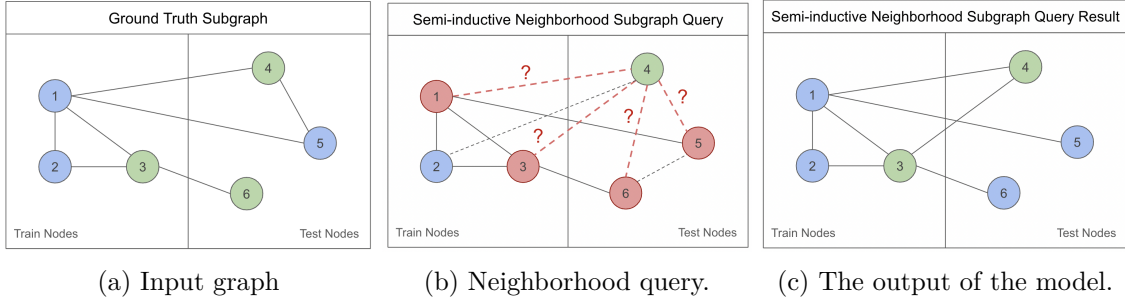 Ground Truth Subgraph
1
2
3
4
5
6
Train Nodes
Test Nodes
(a) Input graph
Semi-inductive Neighborhood Subgraph Query
?
?
?
?
1
2
3
4
5
6
Train Nodes
Test Nodes
(b) Neighborhood query.
Semi-inductive Neighborhood Subgraph Query Result
1
2
3
4
5
6
Train Nodes
Test Nodes
(c) The output of the model.